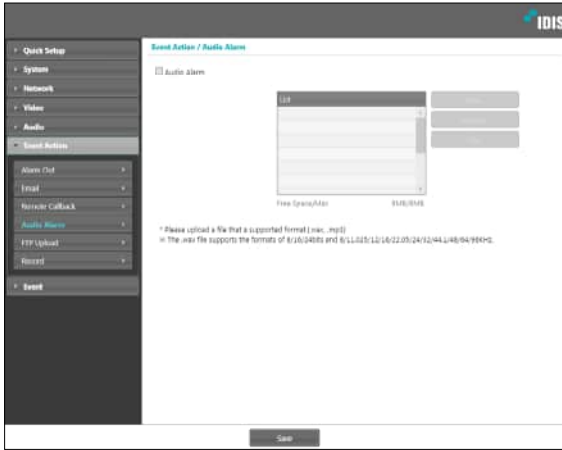 IDIS
Quick Setup
System
Network
Video
Audio
Event Action
Alarm Out
Email
Remote Callback
Audio Alarm
FTP Upload
Record
Event
Event Action / Audio Alarm
Audio Alarm
List
Free Space/Max
8MB/8MB
* Please upload a file that a supported format (.wav, .mp3)
※ The .wav file supports the formats of 8/16/24bits and 8/11.025/12/16/22.05/24/32/44.1/48/64/96KHz.
Save